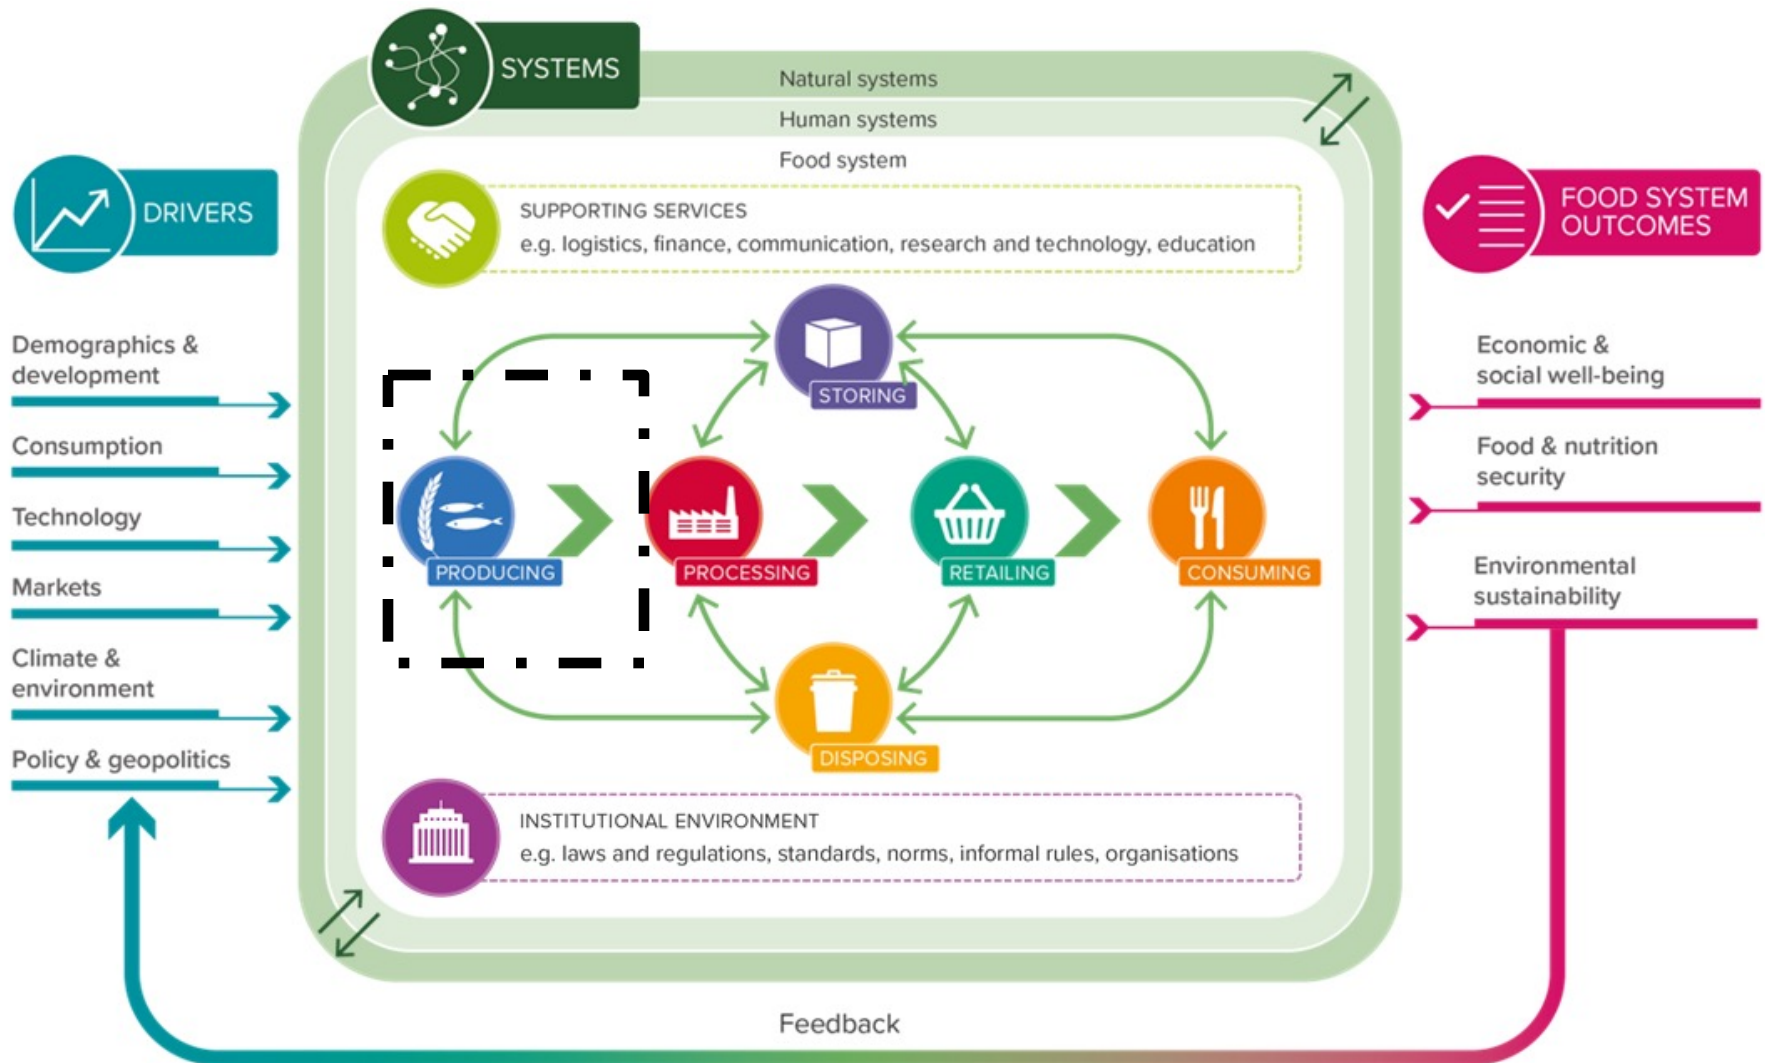 SYSTEMS
Natural systems
Human systems
Food system
DRIVERS
FOOD SYSTEM
OUTCOMES
SUPPORTING SERVICES
e.g. logistics, finance, communication, research and technology, education
Demographics &
development
Consumption
Technology
Markets
Climate &
environment
Policy & geopolitics
STORING
PRODUCING
PROCESSING
RETAILING
CONSUMING
DISPOSING
INSTITUTIONAL ENVIRONMENT
e.g. laws and regulations, standards, norms, informal rules, organisations
Economic &
social well-being
Food & nutrition
security
Environmental
sustainability
Feedback